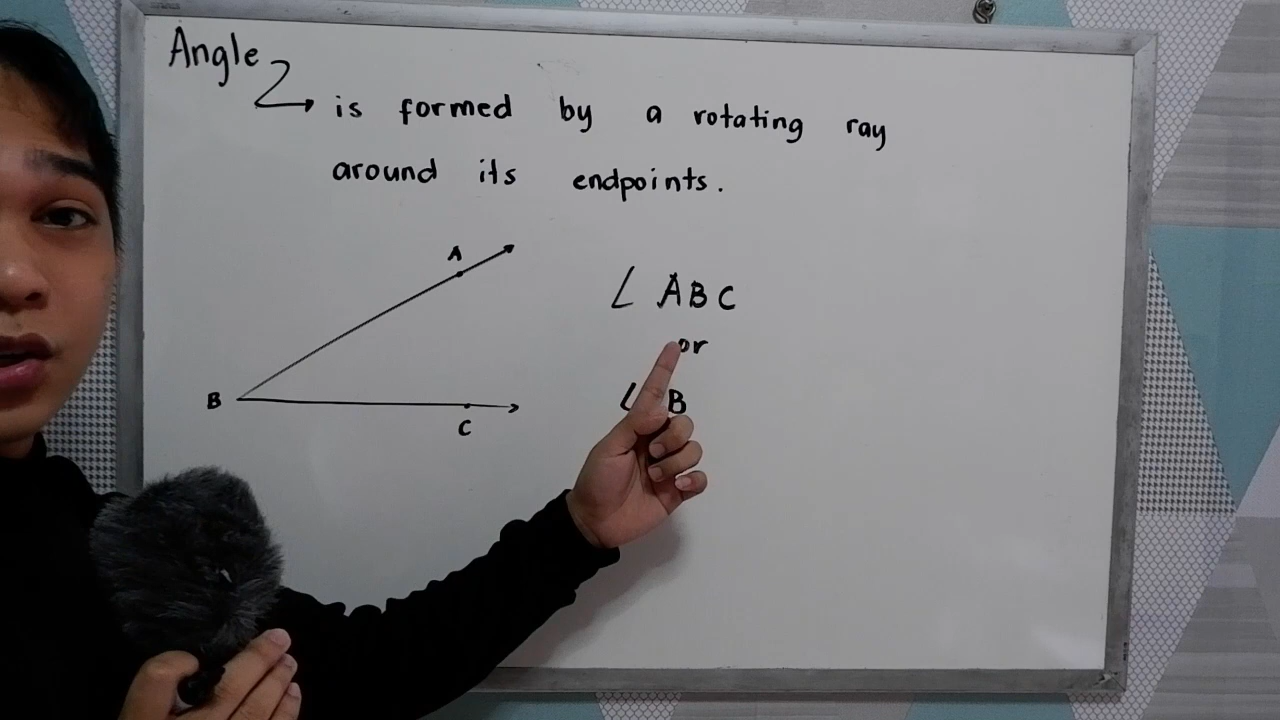 Angle
is formed by a rotating ray
around its endpoints.
A
B
C
∠ ABC
or
∠ B